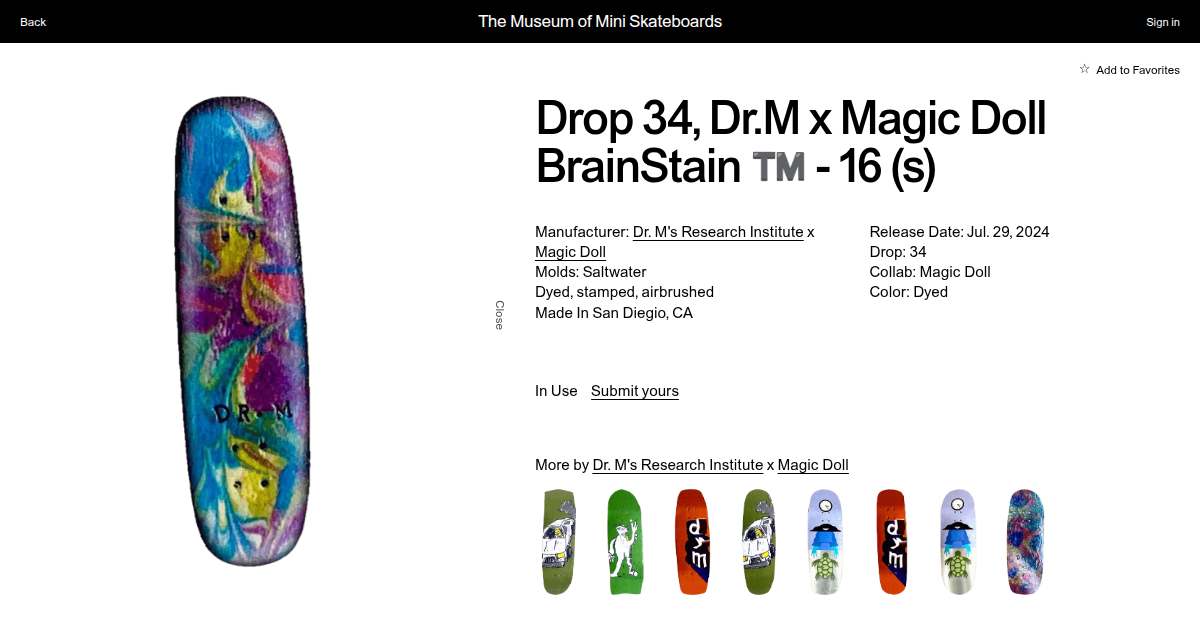 Back
The Museum of Mini Skateboards
Sign in
☆ Add to Favorites
Drop 34, Dr.M x Magic Doll
BrainStain ™️ - 16 (s)
Manufacturer: Dr. M's Research Institute x
Magic Doll
Molds: Saltwater
Dyed, stamped, airbrushed
Made In San Diegio, CA
Release Date: Jul. 29, 2024
Drop: 34
Collab: Magic Doll
Color: Dyed
Close
DR. M
In Use Submit yours
More by Dr. M's Research Institute x Magic Doll